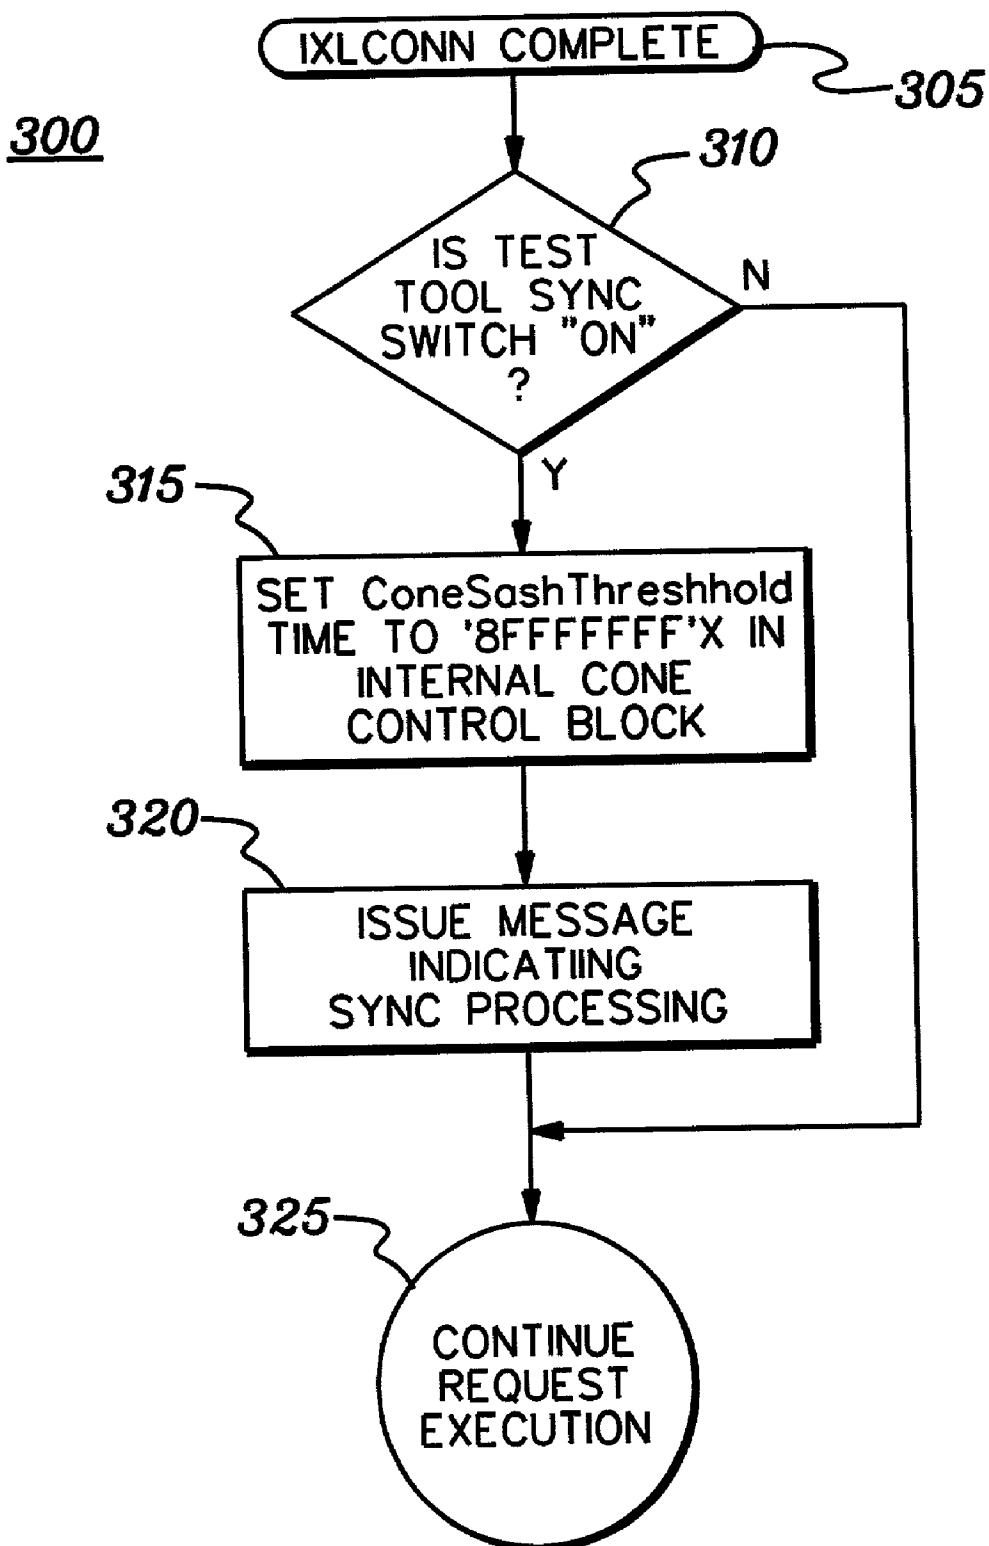 IXLCONN COMPLETE
305
300
310
IS TEST
TOOL SYNC
SWITCH "ON"
?
N
Y
315
SET ConeSashThreshhold
TIME TO '8FFFFFFF'X IN
INTERNAL CONE
CONTROL BLOCK
320
ISSUE MESSAGE
INDICATIING
SYNC PROCESSING
325
CONTINUE
REQUEST
EXECUTION